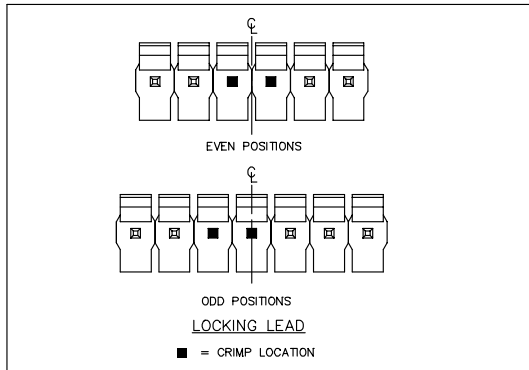 ℄
EVEN POSITIONS
℄
ODD POSITIONS
LOCKING LEAD
■ = CRIMP LOCATION